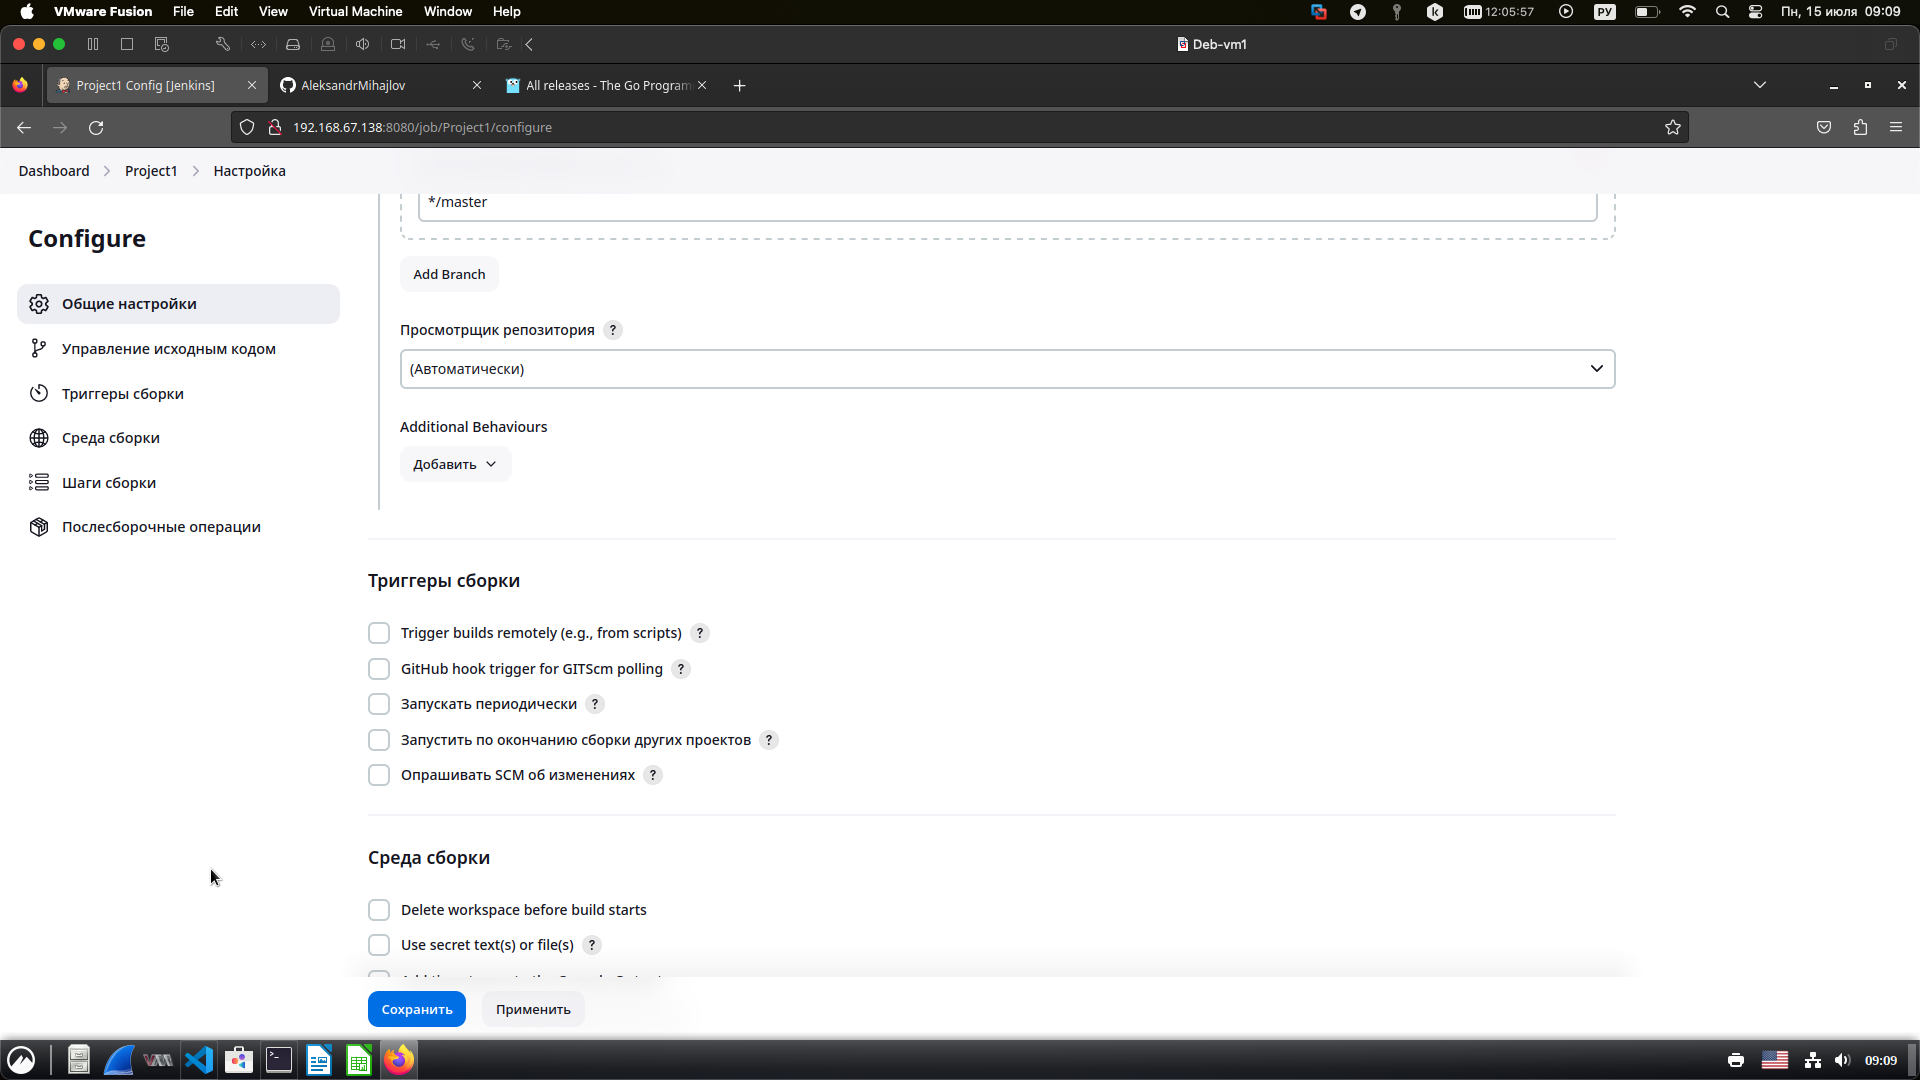 VMware Fusion File Edit View Virtual Machine Window Help 12:05:57 РУ Пн, 15 июля 09:09
Deb-vm1
Project1 Config [Jenkins] AleksandrMihajlov All releases - The Go Program
192.168.67.138:8080/job/Project1/configure
Dashboard Project1 Настройка
Configure
Общие настройки
Управление исходным кодом
Триггеры сборки
Среда сборки
Шаги сборки
Послесборочные операции
*/master
Add Branch
Просмотрщик репозитория ?
(Автоматически)
Additional Behaviours
Добавить
Триггеры сборки
Trigger builds remotely (e.g., from scripts) ?
GitHub hook trigger for GITScm polling ?
Запускать периодически ?
Запустить по окончанию сборки других проектов ?
Опрашивать SCM об изменениях ?
Среда сборки
Delete workspace before build starts
Use secret text(s) or file(s) ?
Сохранить Применить
09:09